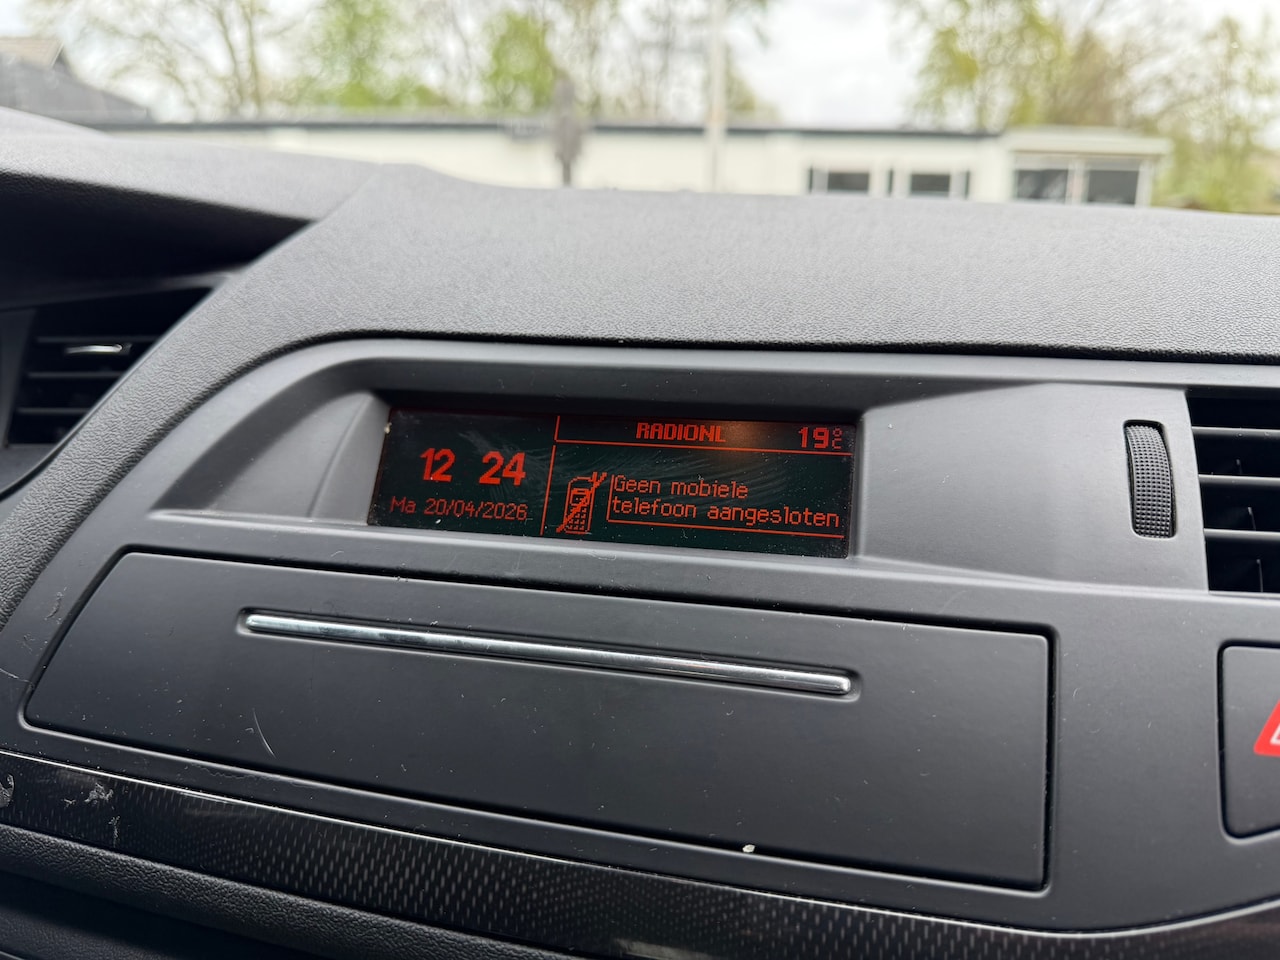 RADIONL 19°C
12 24
Ma 20/04/2026
Geen mobiele
telefoon aangesloten